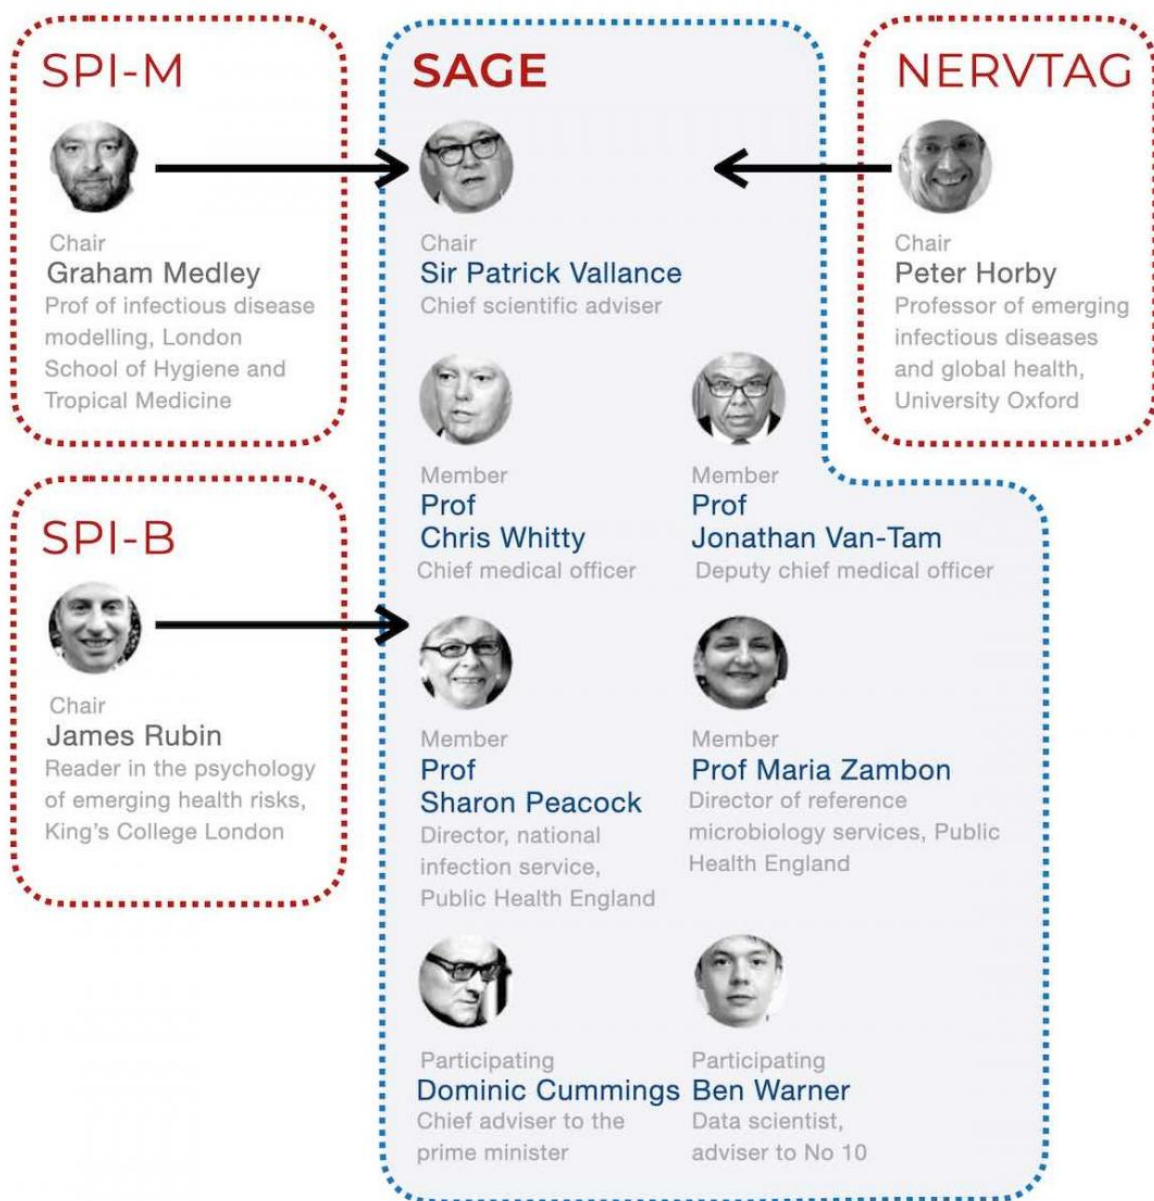 SPI-M
Chair
Graham Medley
Prof of infectious disease
modelling, London
School of Hygiene and
Tropical Medicine
SPI-B
Chair
James Rubin
Reader in the psychology
of emerging health risks,
King's College London
SAGE
Chair
Sir Patrick Vallance
Chief scientific adviser
Member
Prof
Chris Whitty
Chief medical officer
Member
Prof
Jonathan Van-Tam
Deputy chief medical officer
Member
Prof
Sharon Peacock
Director, national
infection service,
Public Health England
Member
Prof Maria Zambon
Director of reference
microbiology services, Public
Health England
Participating
Dominic Cummings
Chief adviser to the
prime minister
Participating
Ben Warner
Data scientist,
adviser to No 10
NERVTAG
Chair
Peter Horby
Professor of emerging
infectious diseases
and global health,
University Oxford